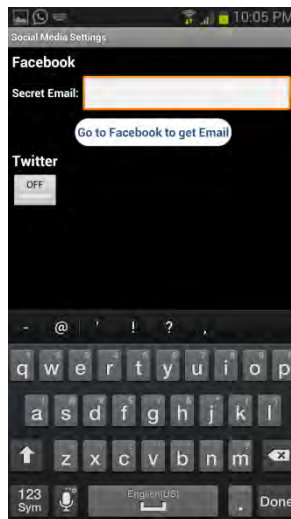 10:05 PM
Social Media Settings
Facebook
Secret Email:
Go to Facebook to get Email
Twitter
OFF
- @ ' ! ? ,
q w e r t y u i o p
a s d f g h j k l
z x c v b n m
123
Sym
English(US)
. Done